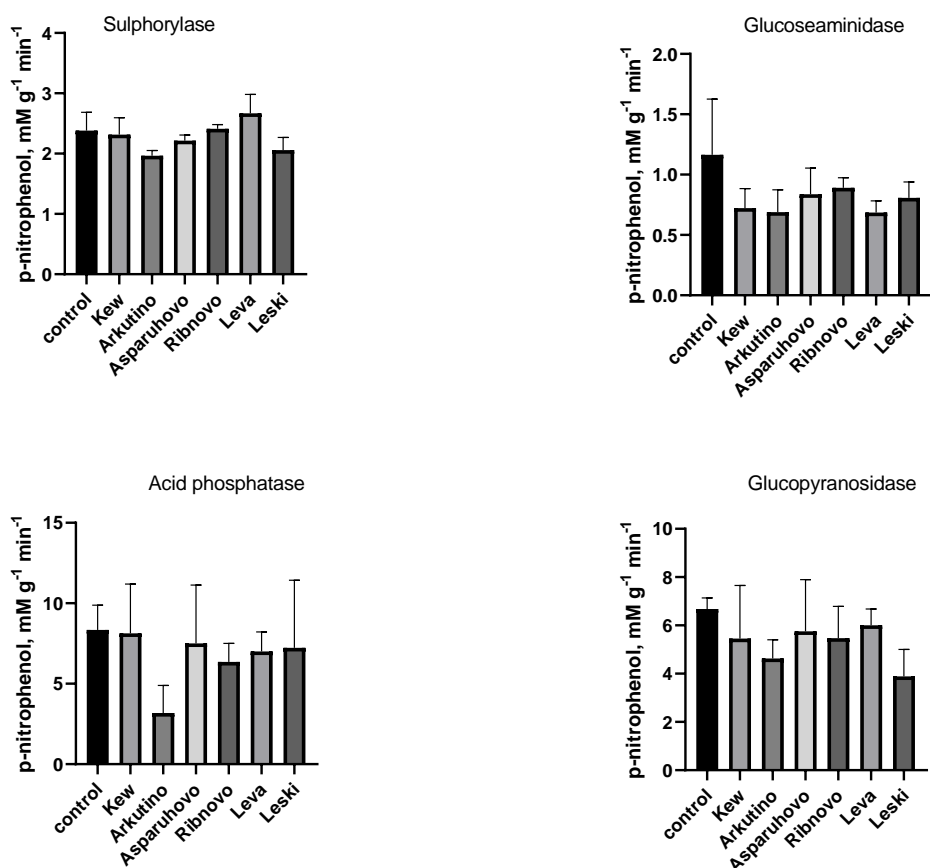 Sulphorylase
p-nitrophenol, mM g-1 min-1
4
3
2
1
0
control
Kew
Arkutino
Asparuhovo
Ribnovo
Leva
Leski
Glucoseaminidase
p-nitrophenol, mM g-1 min-1
2.0
1.5
1.0
0.5
0.0
control
Kew
Arkutino
Asparuhovo
Ribnovo
Leva
Leski
Acid phosphatase
p-nitrophenol, mM g-1 min-1
15
10
5
0
control
Kew
Arkutino
Asparuhovo
Ribnovo
Leva
Leski
Glucopyranosidase
p-nitrophenol, mM g-1 min-1
10
8
6
4
2
0
control
Kew
Arkutino
Asparuhovo
Ribnovo
Leva
Leski